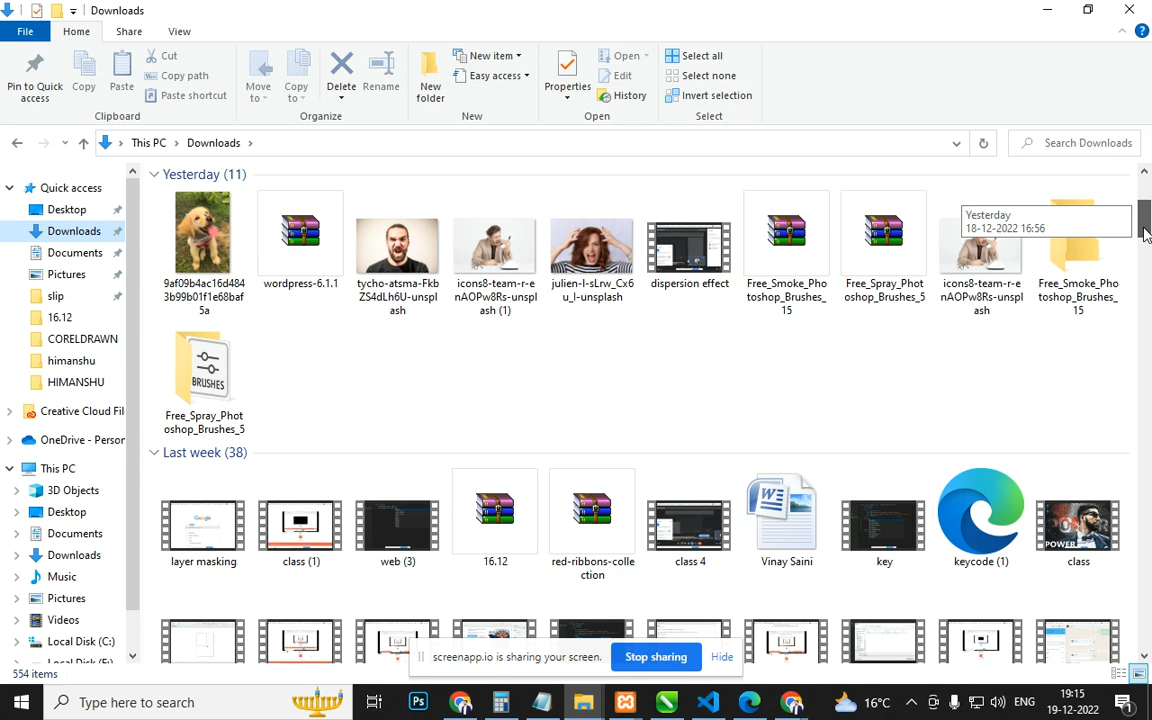 Downloads
File Home Share View
Pin to Quick access
Copy
Paste
Cut
Copy path
Paste shortcut
Clipboard
Move to
Copy to
Delete
Rename
Organize
New folder
New item
Easy access
New
Properties
Open
Edit
History
Open
Select all
Select none
Invert selection
Select
This PC > Downloads >
Search Downloads
Quick access
Desktop
Downloads
Documents
Pictures
slip
16.12
CORELDRAWN
himanshu
HIMANSHU
Creative Cloud Fil
OneDrive - Person
This PC
3D Objects
Desktop
Documents
Downloads
Music
Pictures
Videos
Local Disk (C:)
Yesterday (11)
Yesterday
18-12-2022 16:56
9af09b4ac16d484
3b99b01f1e68baf
5a
wordpress-6.1.1
tycho-atsma-Fkb
ZS4dLh6U-unspl
ash
icons8-team-r-e
nAOPw8Rs-unspl
ash (1)
julien-l-sLrw_Cx6
u_I-unsplash
dispersion effect
Free_Smoke_Pho
toshop_Brushes_
15
Free_Spray_Phot
oshop_Brushes_5
icons8-team-r-e
nAOPw8Rs-unspl
ash
Free_Smoke_Pho
toshop_Brushes_
15
BRUSHES
Free_Spray_Phot
oshop_Brushes_5
Last week (38)
Google
layer masking
class (1)
web (3)
16.12
red-ribbons-colle
ction
class 4
Vinay Saini
key
keycode (1)
POWER
class
screenapp.io is sharing your screen.
Stop sharing
Hide
554 items
Type here to search
Ps
16°C
ENG
19:15
19-12-2022
1